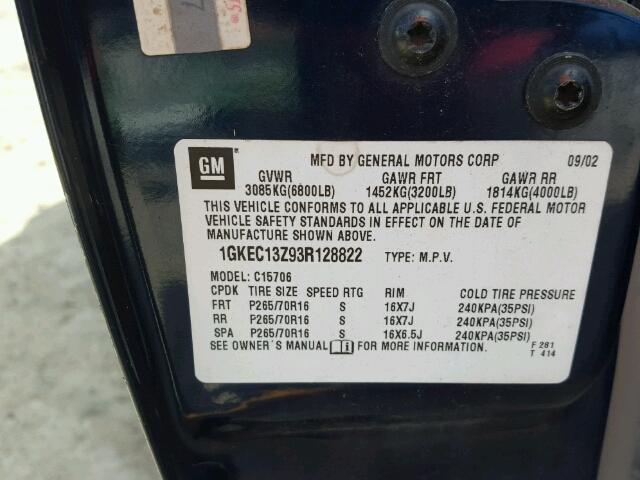 GM
MFD BY GENERAL MOTORS CORP 09/02
GVWR GAWR FRT GAWR RR
3085KG(6800LB) 1452KG(3200LB) 1814KG(4000LB)
THIS VEHICLE CONFORMS TO ALL APPLICABLE U.S. FEDERAL MOTOR
VEHICLE SAFETY STANDARDS IN EFFECT ON THE DATE OF
MANUFACTURE SHOWN ABOVE.
1GKEC13Z93R128822 TYPE: M.P.V.
MODEL: C15706
CPDK TIRE SIZE SPEED RTG RIM COLD TIRE PRESSURE
FRT P265/70R16 S 16X7J 240KPA(35PSI)
RR P265/70R16 S 16X7J 240KPA(35PSI)
SPA P265/70R16 S 16X6.5J 240KPA(35PSI)
SEE OWNER'S MANUAL FOR MORE INFORMATION.
F 281
T 414